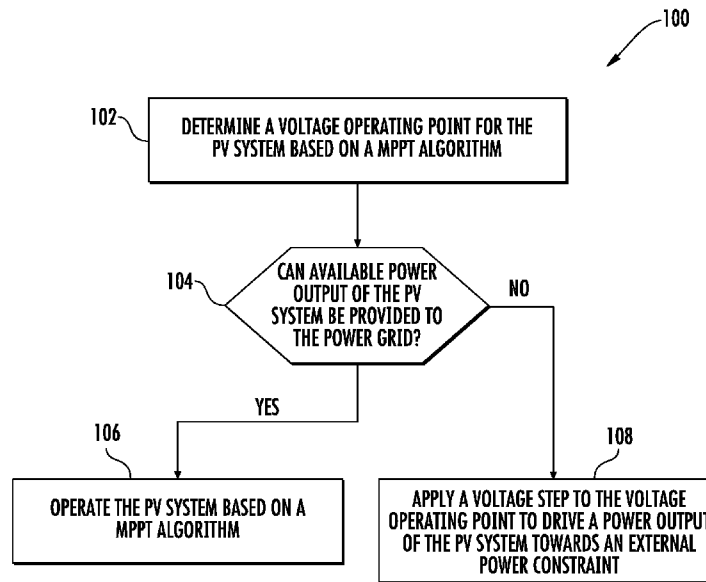 100
102
DETERMINE A VOLTAGE OPERATING POINT FOR THE
PV SYSTEM BASED ON A MPPT ALGORITHM
104
CAN AVAILABLE POWER
OUTPUT OF THE PV
SYSTEM BE PROVIDED TO
THE POWER GRID?
NO
YES
106
OPERATE THE PV SYSTEM BASED ON A
MPPT ALGORITHM
108
APPLY A VOLTAGE STEP TO THE VOLTAGE
OPERATING POINT TO DRIVE A POWER OUTPUT
OF THE PV SYSTEM TOWARDS AN EXTERNAL
POWER CONSTRAINT